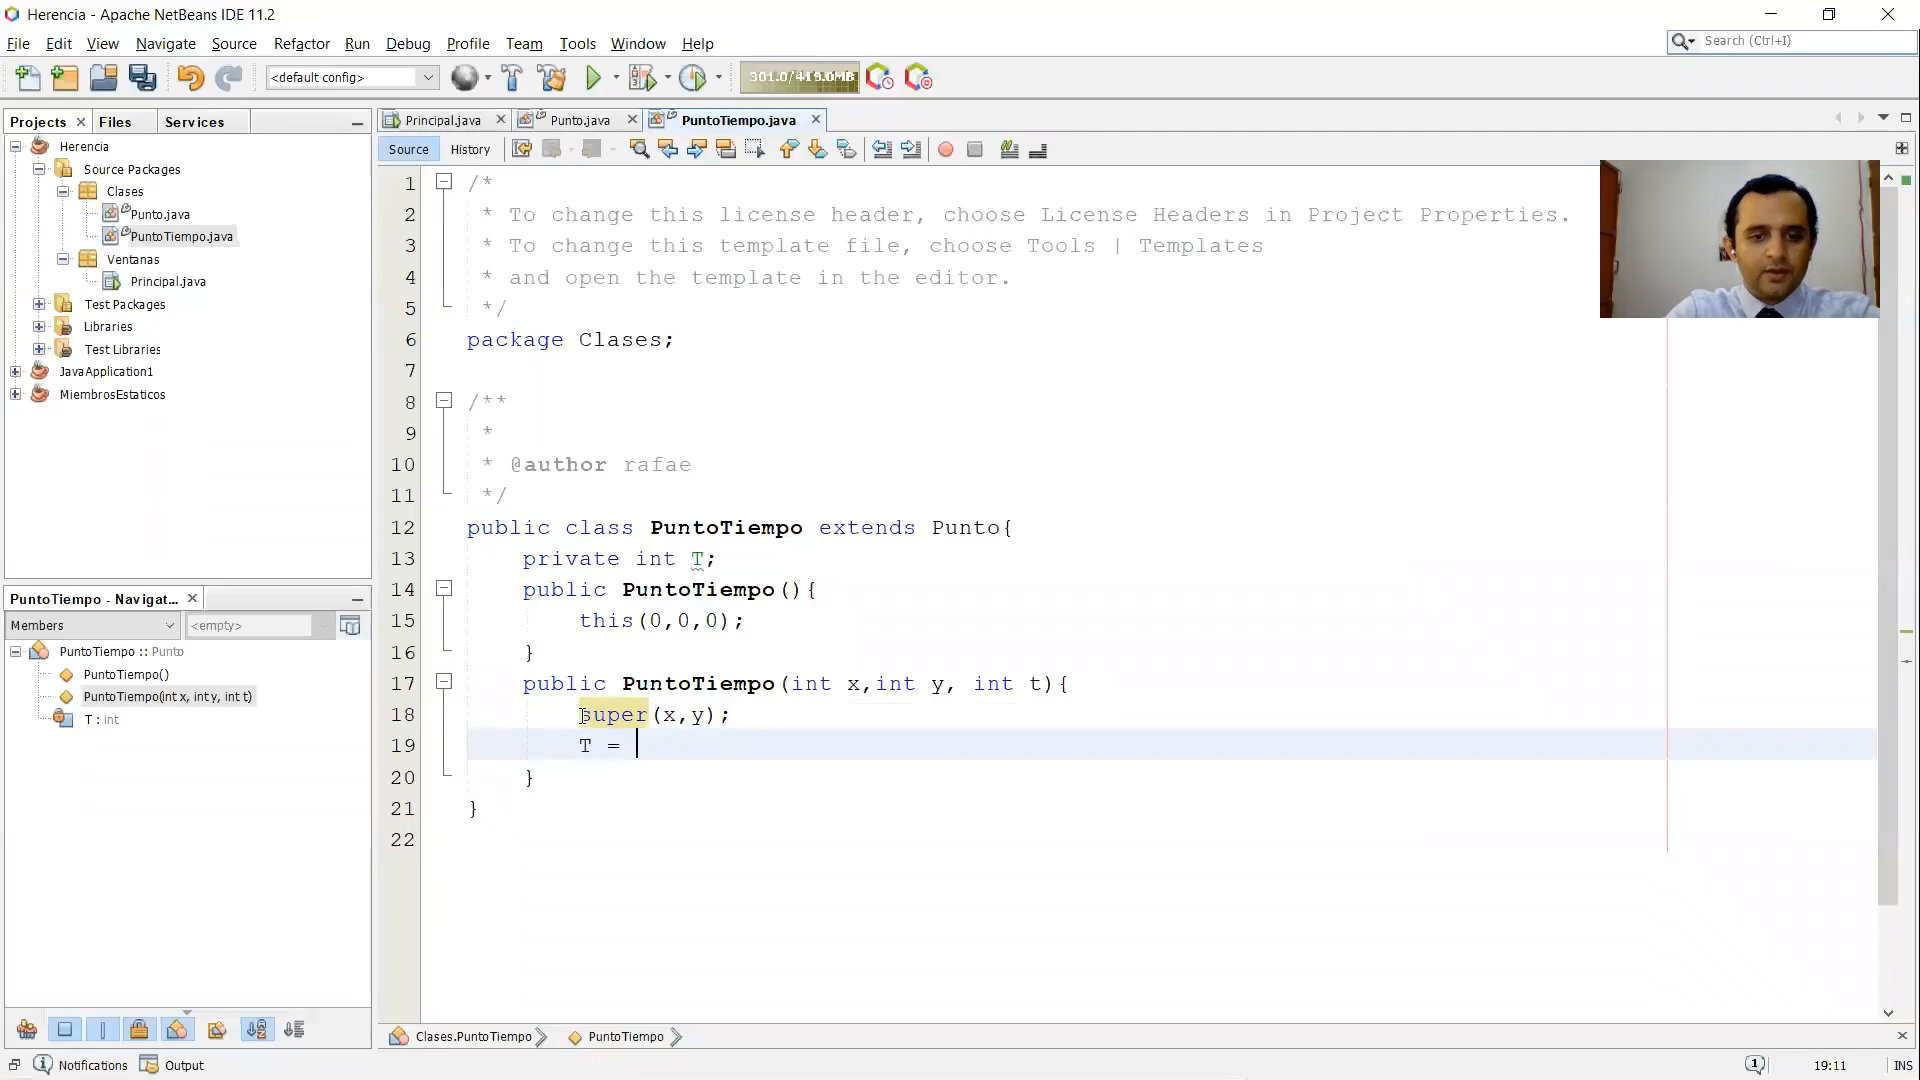 Herencia - Apache NetBeans IDE 11.2
File Edit View Navigate Source Refactor Run Debug Profile Team Tools Window Help
Search (Ctrl+I)
<default config>
301.0/419.0MB
Projects Files Services
Principal.java Punto.java PuntoTiempo.java
Source History
Herencia
Source Packages
Clases
Punto.java
PuntoTiempo.java
Ventanas
Principal.java
Test Packages
Libraries
Test Libraries
JavaApplication1
MiembrosEstaticos
PuntoTiempo - Navigat...
Members
<empty>
PuntoTiempo :: Punto
PuntoTiempo()
PuntoTiempo(int x, int y, int t)
T : int
1 /*
2 * To change this license header, choose License Headers in Project Properties.
3 * To change this template file, choose Tools | Templates
4 * and open the template in the editor.
5 */
6 package Clases;
7
8 /**
9 *
10 * @author rafae
11 */
12 public class PuntoTiempo extends Punto{
13 private int T;
14 public PuntoTiempo(){
15 this(0,0,0);
16 }
17 public PuntoTiempo(int x,int y, int t){
18 super(x,y);
19 T =
20 }
21 }
22
Clases.PuntoTiempo PuntoTiempo
Notifications Output
1
19:11 INS